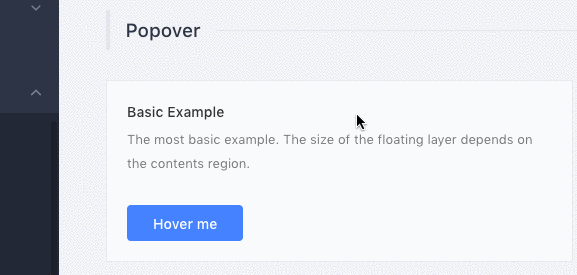 Popover
Basic Example
The most basic example. The size of the floating layer depends on
the contents region.
Hover me